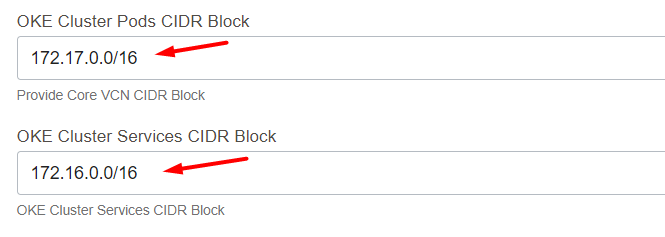 OKE Cluster Pods CIDR Block
172.17.0.0/16
Provide Core VCN CIDR Block
OKE Cluster Services CIDR Block
172.16.0.0/16
OKE Cluster Services CIDR Block